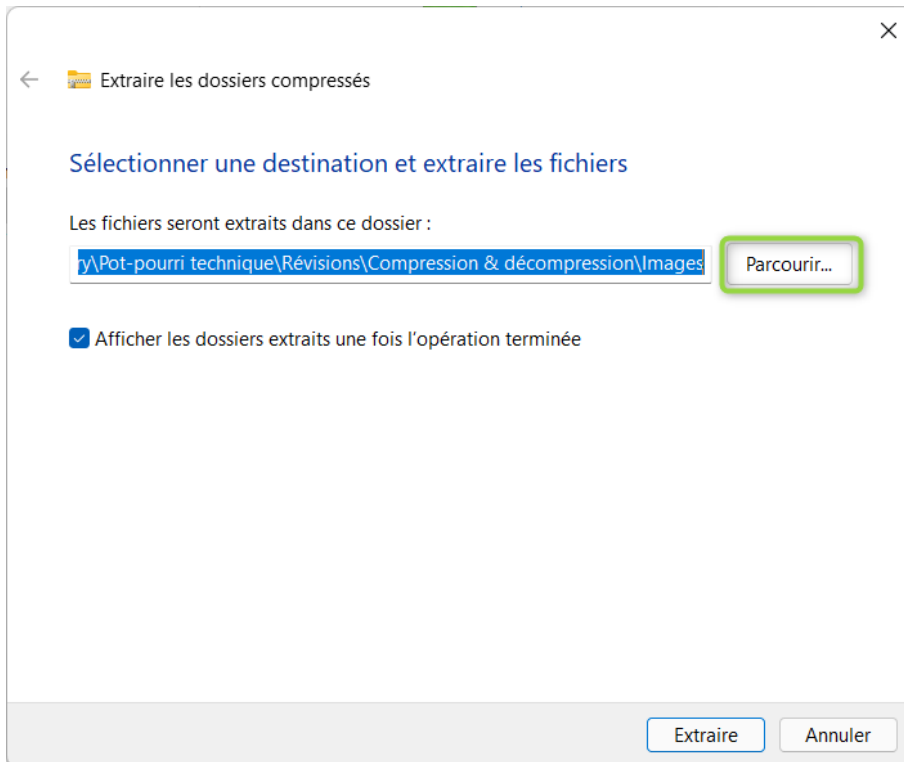 Extraire les dossiers compressés
Sélectionner une destination et extraire les fichiers
Les fichiers seront extraits dans ce dossier :
ry\Pot-pourri technique\Révisions\Compression & décompression\Images
Parcourir...
Afficher les dossiers extraits une fois l’opération terminée
Extraire
Annuler